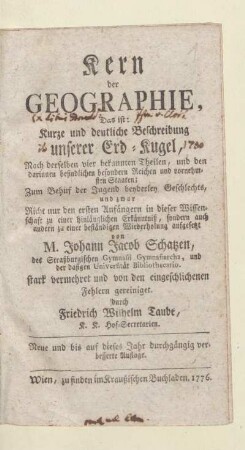 Kern
der
GEOGRAPHIE,
Das ist:
Kurze und deutliche Beschreibung
unserer Erd-Kugel,
Nach derselben vier bekannten Theilen, und den
darinnen befindlichen besondern Reichen und vornehm-
sten Staaten;
Zum Behuf der Jugend beyderley Geschlechts,
und zwar
Nicht nur den ersten Anfängern in dieser Wissen-
schaft zu einer hinlänglichen Erkänntniß, sondern auch
andern zu einer beständigen Wiederholung aufgesetzt
von
M. Johann Jacob Schatzen,
des Straßburgischen Gymnasii Gymnasiarcha, und
der dasigen Universität Bibliothecario.
stark vermehret und von den eingeschlichenen
Fehlern gereiniget.
durch
Friedrich Wilhelm Taube,
K. K. Hof-Secretarien.
Neue und bis auf dieses Jahr durchgängig ver-
besserte Auflage.
Wien, zu finden im Kraußischen Buchladen, 1776.